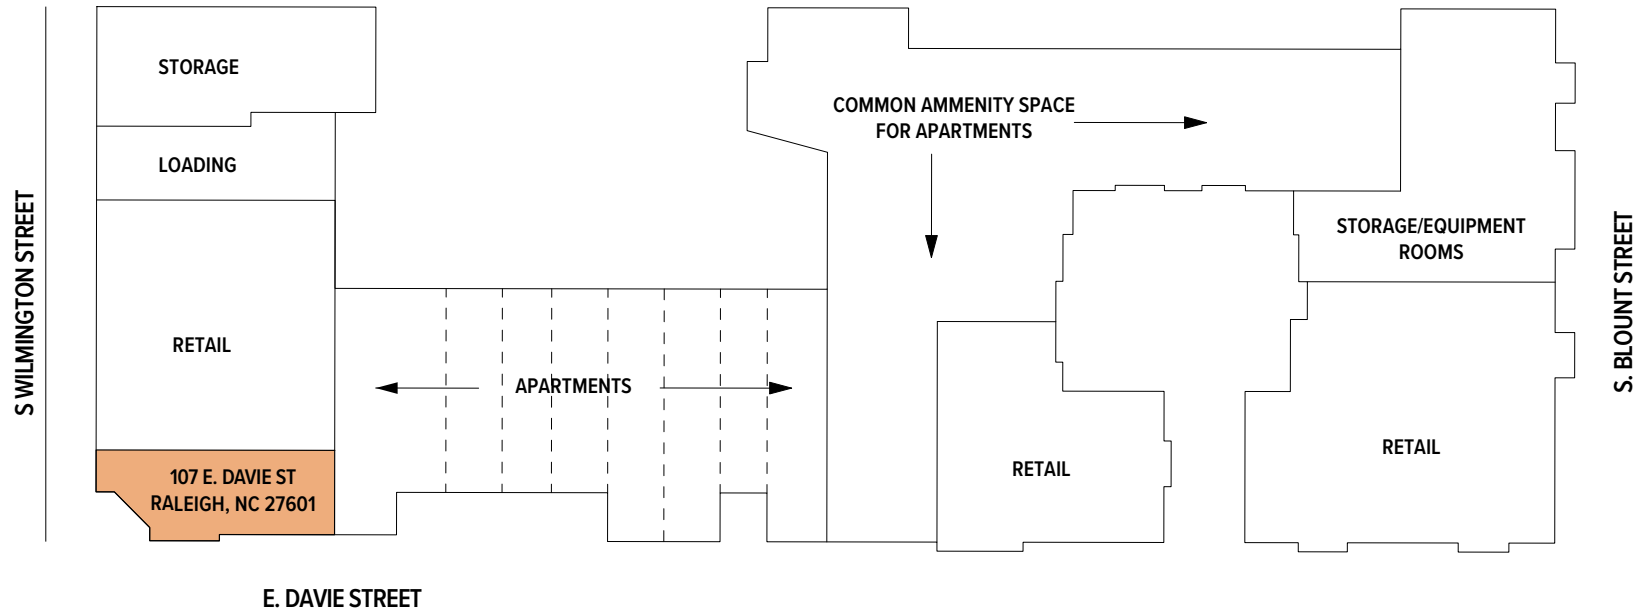 STORAGE
COMMON AMMENITY SPACE
FOR APARTMENTS
LOADING
S WILMINGTON STREET
STORAGE/EQUIPMENT
ROOMS
S. BLOUNT STREET
RETAIL
APARTMENTS
RETAIL
RETAIL
107 E. DAVIE ST
RALEIGH, NC 27601
E. DAVIE STREET